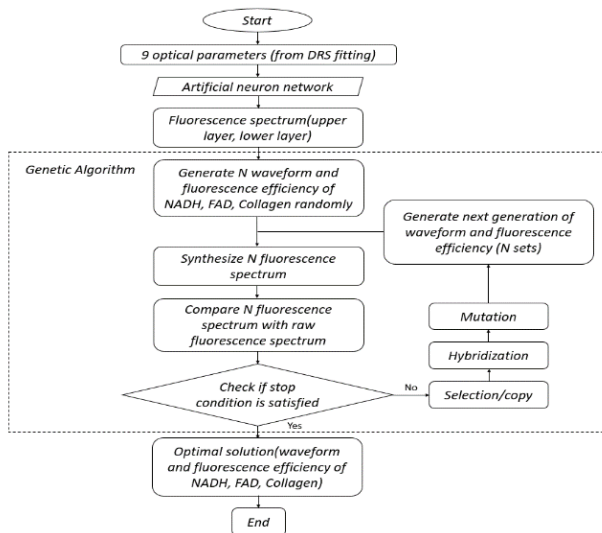 Start
9 optical parameters (from DRS fitting)
Artificial neuron network
Fluorescence spectrum(upper
layer, lower layer)
Genetic Algorithm
Generate N waveform and
fluorescence efficiency of
NADH, FAD, Collagen randomly
Generate next generation of
waveform and fluorescence
efficiency (N sets)
Synthesize N fluorescence
spectrum
Compare N fluorescence
spectrum with raw
fluorescence spectrum
Mutation
Hybridization
Selection/copy
Check if stop
condition is satisfied
No
Yes
Optimal solution(waveform
and fluorescence efficiency of
NADH, FAD, Collagen)
End